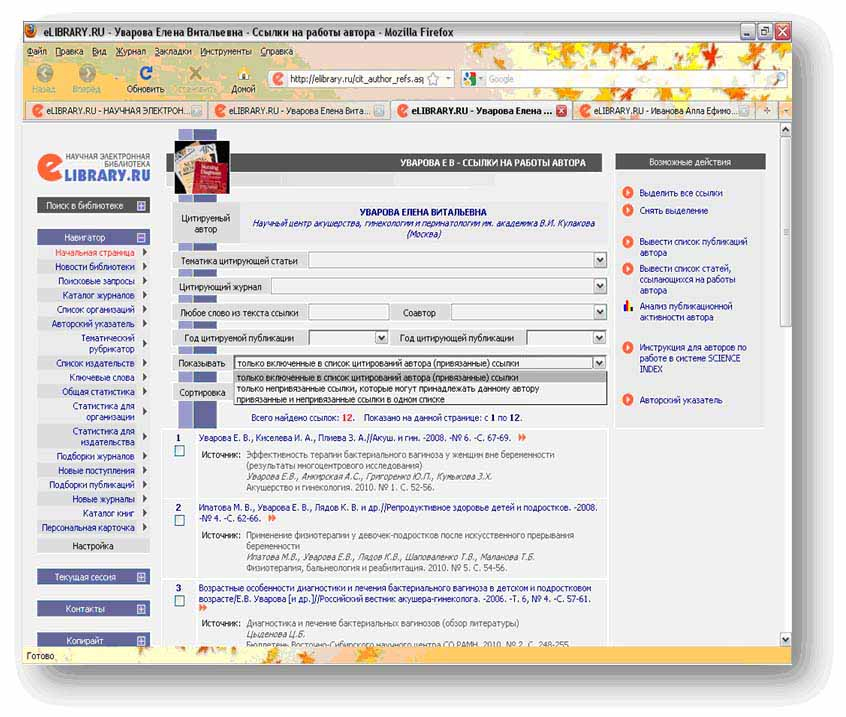 eLIBRARY.RU - Уварова Елена Витальевна - Ссылки на работы автора - Mozilla Firefox
Файл Правка Вид Журнал Закладки Инструменты Справка
Назад Вперёд Обновить Остановить Домой http://elibrary.ru/cit_author_refs.as Google
eLIBRARY.RU - НАУЧНАЯ ЭЛЕКТРОН... eLIBRARY.RU - Уварова Елена Вита... eLIBRARY.RU - Уварова Елена ... eLIBRARY.RU - Иванова Алла Ефимо...
НАУЧНАЯ ЭЛЕКТРОННАЯ
БИБЛИОТЕКА
eLIBRARY.RU
Поиск в библиотеке
Навигатор
Начальная страница
Новости библиотеки
Поисковые запросы
Каталог журналов
Список организаций
Авторский указатель
Тематический
рубрикатор
Список издательств
Ключевые слова
Общая статистика
Статистика для
организации
Статистика для
издательства
Подборки журналов
Новые поступления
Подборки публикаций
Новые журналы
Каталог книг
Персональная карточка
Настройка
Текущая сессия
Контакты
Копирайт
УВАРОВА Е В - ССЫЛКИ НА РАБОТЫ АВТОРА
Цитируемый
автор
УВАРОВА ЕЛЕНА ВИТАЛЬЕВНА
Научный центр акушерства, гинекологии и перинатологии им. академика В.И. Кулакова
(Москва)
Тематика цитирующей статьи
Цитирующий журнал
Любое слово из текста ссылки Соавтор
Год цитируемой публикации Год цитирующей публикации
Показывать только включенные в список цитирований автора (привязанные) ссылки
только включенные в список цитирований автора (привязанные) ссылки
только непривязанные ссылки, которые могут принадлежать данному автору
привязанные и непривязанные ссылки в одном списке
Сортировка
Всего найдено ссылок: 12. Показано на данной странице: с 1 по 12.
1 Уварова Е. В., Киселева И. А., Плиева З. А.//Акуш. и гин. -2008. -№ 6. -С. 67-69.
Источник: Эффективность терапии бактериального вагиноза у женщин вне беременности
(результаты многоцентрового исследования)
Уварова Е.В., Анкирская А.С., Григоренко Ю.П., Кумыкова З.Х.
Акушерство и гинекология. 2010. № 1. С. 52-56.
2 Ипатова М. В., Уварова Е. В., Лядов К. В. и др.//Репродуктивное здоровье детей и подростков. -2008.
-№ 4. -С. 62-66.
Источник: Применение физиотерапии у девочек-подростков после искусственного прерывания
беременности
Ипатова М.В., Уварова Е.В., Лядов К.В., Шаповаленко Т.В., Маланова Т.Б.
Физиотерапия, бальнеология и реабилитация. 2010. № 5. С. 54-56.
3 Возрастные особенности диагностики и лечения бактериального вагиноза в детском и подростковом
возрасте/Е.В. Уварова [и др.]//Российский вестник акушера-гинеколога. -2006. -Т. 6, № 4. -С. 57-61.
Источник: Диагностика и лечение бактериальных вагинозов (обзор литературы)
Цыденова Ц.Б.
Бюллетень Восточно-Сибирского научного центра СО РАМН. 2010. № 2. С. 248-255.
Возможные действия
Выделить все ссылки
Снять выделение
Вывести список публикаций
автора
Вывести список статей,
ссылающихся на работы
автора
Анализ публикационной
активности автора
Инструкция для авторов по
работе в системе SCIENCE
INDEX
Авторский указатель
Готово